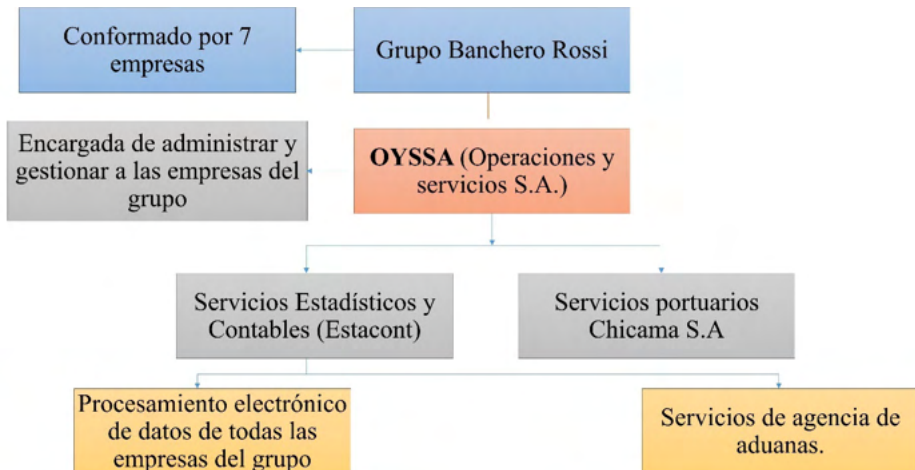 Conformado por 7
empresas
Grupo Banchero Rossi
Encargada de administrar y
gestionar a las empresas del
grupo
OYSSA (Operaciones y
servicios S.A.)
Servicios Estadísticos y
Contables (Estacont)
Servicios portuarios
Chicama S.A
Procesamiento electrónico
de datos de todas las
empresas del grupo
Servicios de agencia de
aduanas.